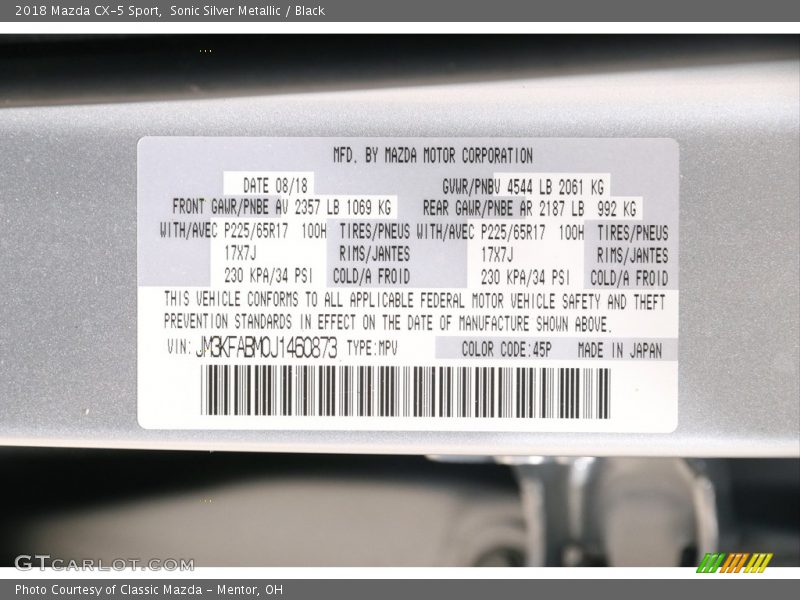 2018 Mazda CX-5 Sport,  Sonic Silver Metallic / Black
MFD. BY MAZDA MOTOR CORPORATION
DATE 08/18 GVWR/PNBV 4544 LB 2061 KG
FRONT GAWR/PNBE AV 2357 LB 1069 KG REAR GAWR/PNBE AR 2187 LB 992 KG
WITH/AVEC P225/65R17 100H TIRES/PNEUS WITH/AVEC P225/65R17 100H TIRES/PNEUS
17X7J RIMS/JANTES 17X7J RIMS/JANTES
230 KPA/34 PSI COLD/A FROID 230 KPA/34 PSI COLD/A FROID
THIS VEHICLE CONFORMS TO ALL APPLICABLE FEDERAL MOTOR VEHICLE SAFETY AND THEFT
PREVENTION STANDARDS IN EFFECT ON THE DATE OF MANUFACTURE SHOWN ABOVE.
VIN: JM3KFABM0J1460873 TYPE:MPV COLOR CODE:45P MADE IN JAPAN
GTCARLOT.COM
Photo Courtesy of Classic Mazda - Mentor, OH